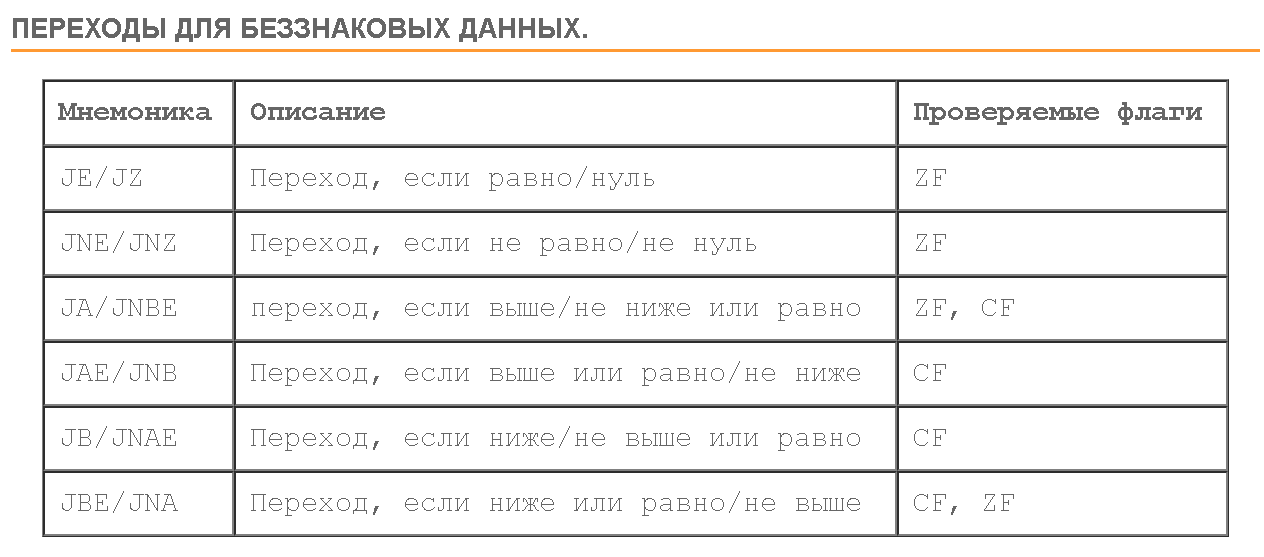 ПЕРЕХОДЫ ДЛЯ БЕЗЗНАКОВЫХ ДАННЫХ.
Мнемоника Описание Проверяемые флаги
JE/JZ Переход, если равно/нуль ZF
JNE/JNZ Переход, если не равно/не нуль ZF
JA/JNBE переход, если выше/не ниже или равно ZF, CF
JAE/JNB Переход, если выше или равно/не ниже CF
JB/JNAE Переход, если ниже/не выше или равно CF
JBE/JNA Переход, если ниже или равно/не выше CF, ZF